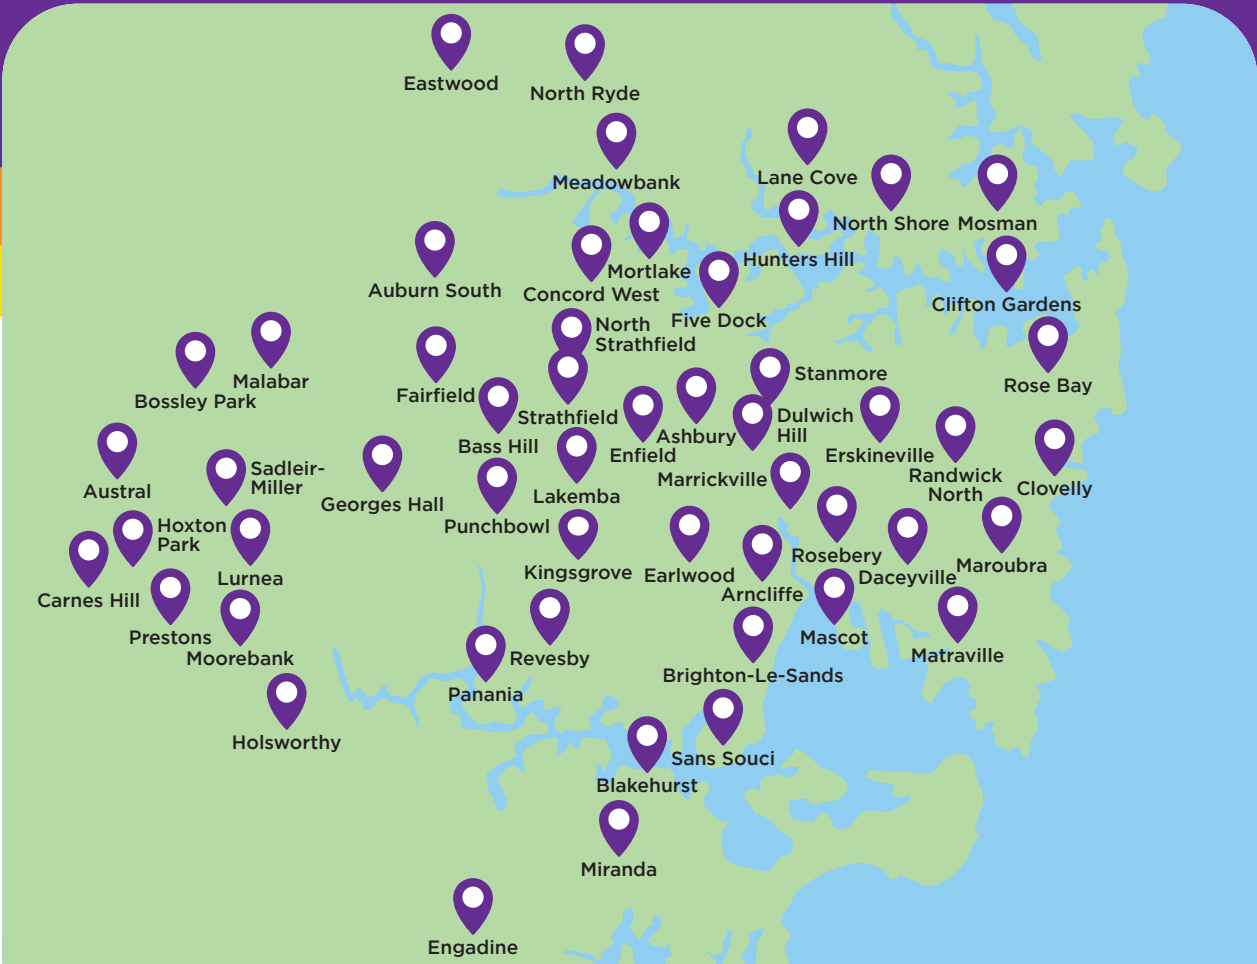 Eastwood
North Ryde
Meadowbank
Lane Cove
North Shore
Mosman
Hunters Hill
Mortlake
Auburn South
Concord West
Clifton Gardens
Five Dock
North
Strathfield
Malabar
Bossley Park
Fairfield
Stanmore
Rose Bay
Strathfield
Dulwich
Hill
Ashbury
Bass Hill
Enfield
Erskineville
Randwick
North
Clovelly
Austral
Sadleir-
Miller
Georges Hall
Lakemba
Marrickville
Punchbowl
Hoxton
Park
Rosebery
Maroubra
Lurnea
Kingsgrove
Earlwood
Daceyville
Arncliffe
Carnes Hill
Prestons
Mascot
Moorebank
Revesby
Matraville
Brighton-Le-Sands
Panania
Holsworthy
Sans Souci
Blakehurst
Miranda
Engadine